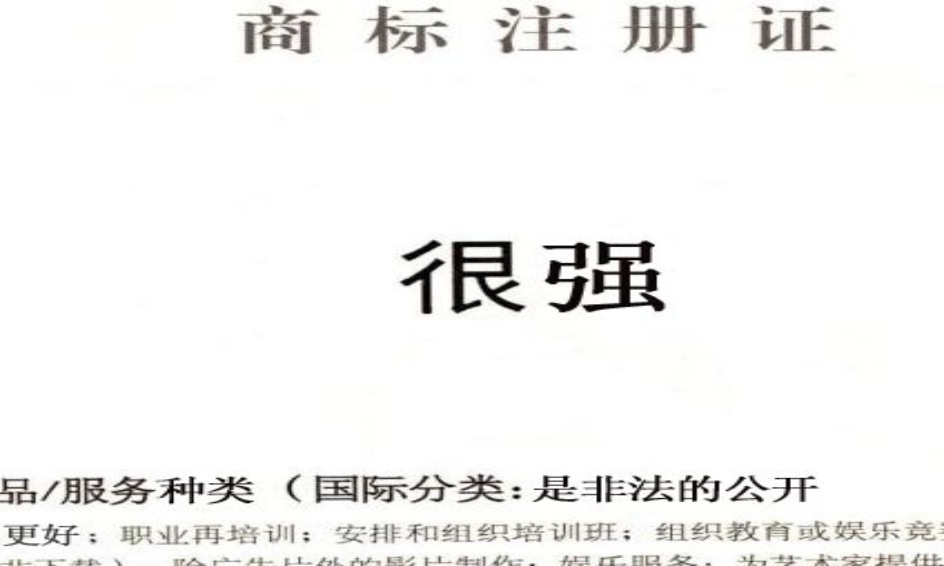 商标注册证
很强
品/服务种类（国际分类:是非法的公开
更好；职业再培训；安排和组织培训班；组织教育或娱乐竞
非下载）；除广告片外的影片制作；娱乐服务；为艺术家提供